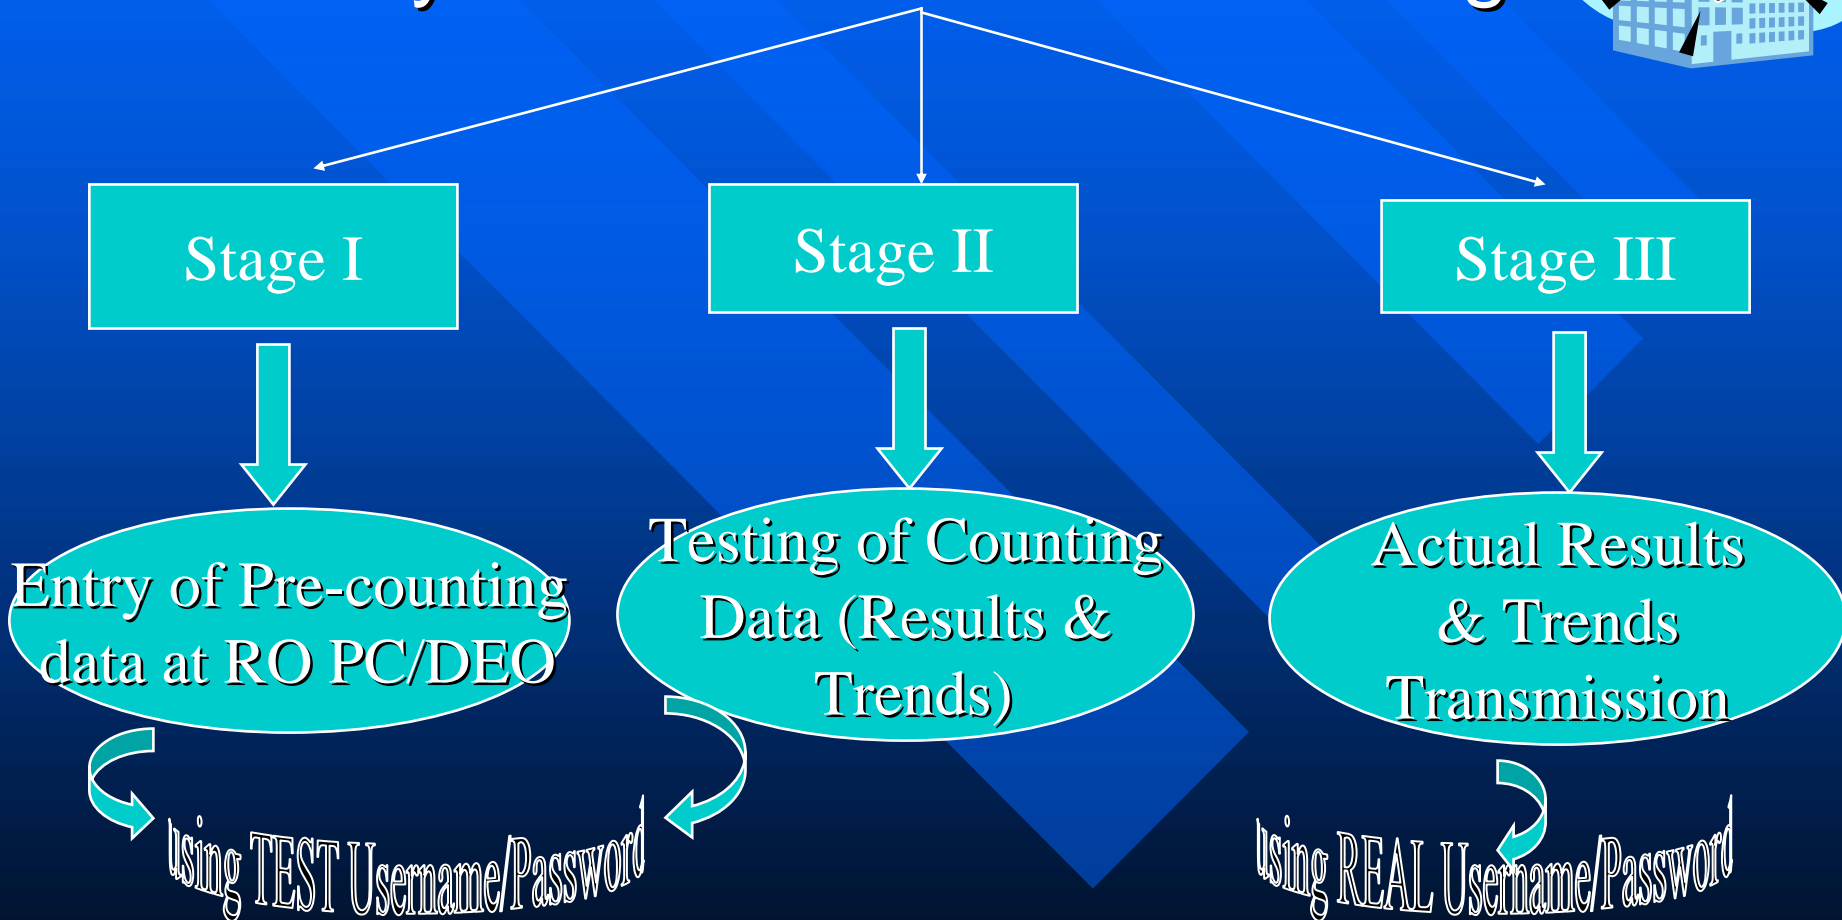 Stage I
Stage II
Stage III
Entry of Pre-counting
data at RO PC/DEO
Testing of Counting
Data (Results &
Trends)
Actual Results
& Trends
Transmission
using TEST Username/Password
using REAL Username/Password